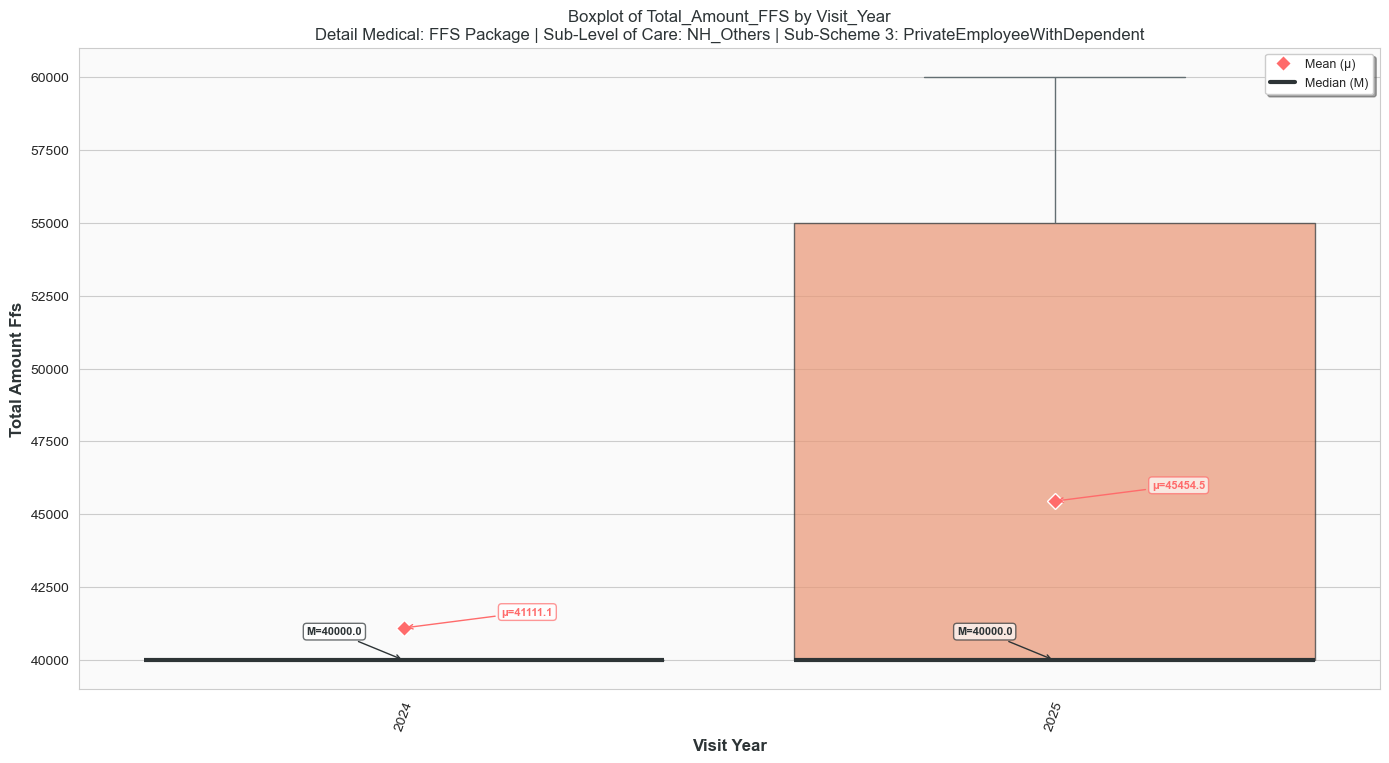 Boxplot of Total_Amount_FFS by Visit_Year
Detail Medical: FFS Package | Sub-Level of Care: NH_Others | Sub-Scheme 3: PrivateEmployeeWithDependent
Mean (μ)
Median (M)
Total Amount Ffs
60000
57500
55000
52500
50000
47500
45000
42500
40000
μ=45454.5
μ=41111.1
M=40000.0
M=40000.0
2024
2025
Visit Year